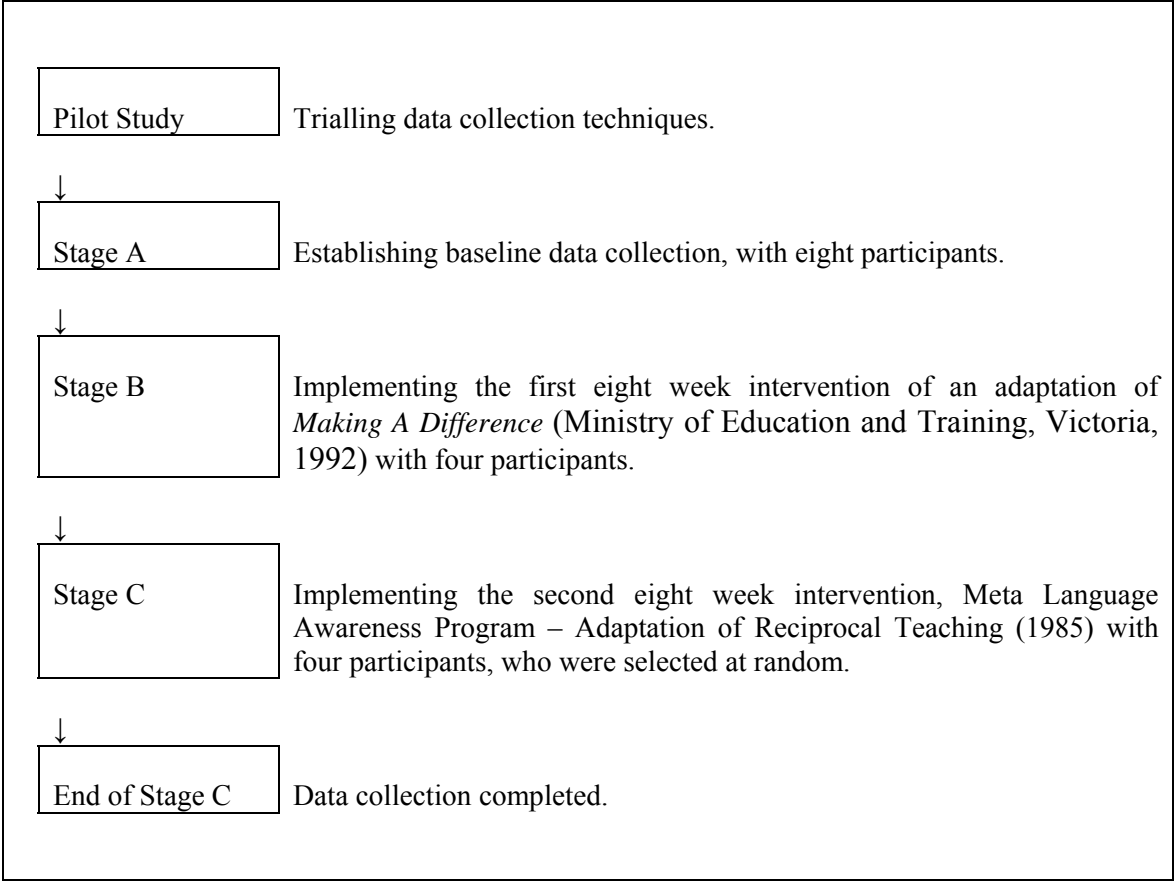 Pilot Study Trialling data collection techniques.
↓
Stage A Establishing baseline data collection, with eight participants.
↓
Stage B Implementing the first eight week intervention of an adaptation of
Making A Difference (Ministry of Education and Training, Victoria,
1992) with four participants.
↓
Stage C Implementing the second eight week intervention, Meta Language
Awareness Program – Adaptation of Reciprocal Teaching (1985) with
four participants, who were selected at random.
↓
End of Stage C Data collection completed.